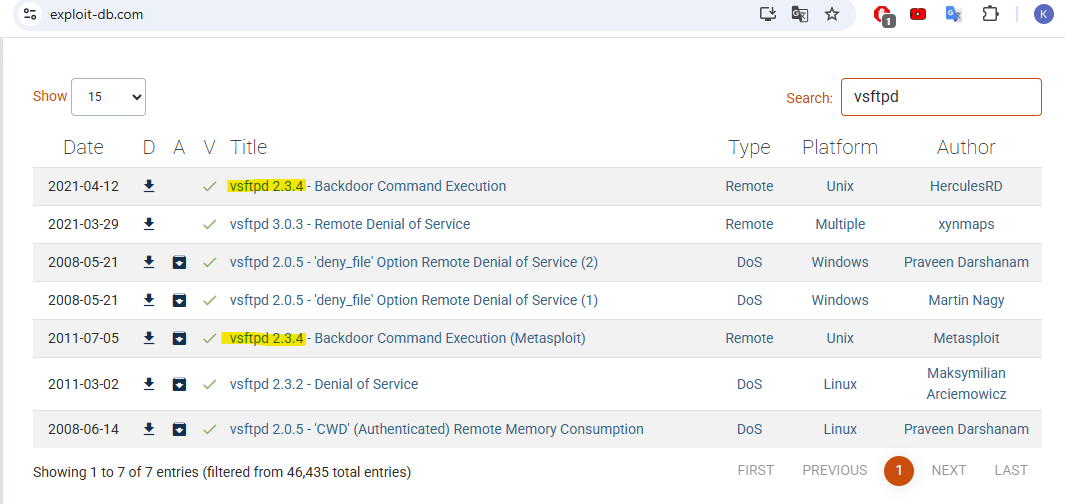 exploit-db.com
1
K
Show 15 Search: vsftpd
Date D A V Title Type Platform Author
2021-04-12 vsftpd 2.3.4 - Backdoor Command Execution Remote Unix HerculesRD
2021-03-29 vsftpd 3.0.3 - Remote Denial of Service Remote Multiple xynmaps
2008-05-21 vsftpd 2.0.5 - 'deny_file' Option Remote Denial of Service (2) DoS Windows Praveen Darshanam
2008-05-21 vsftpd 2.0.5 - 'deny_file' Option Remote Denial of Service (1) DoS Windows Martin Nagy
2011-07-05 vsftpd 2.3.4 - Backdoor Command Execution (Metasploit) Remote Unix Metasploit
2011-03-02 vsftpd 2.3.2 - Denial of Service DoS Linux Maksymilian
Arciemowicz
2008-06-14 vsftpd 2.0.5 - 'CWD' (Authenticated) Remote Memory Consumption DoS Linux Praveen Darshanam
Showing 1 to 7 of 7 entries (filtered from 46,435 total entries) FIRST PREVIOUS 1 NEXT LAST